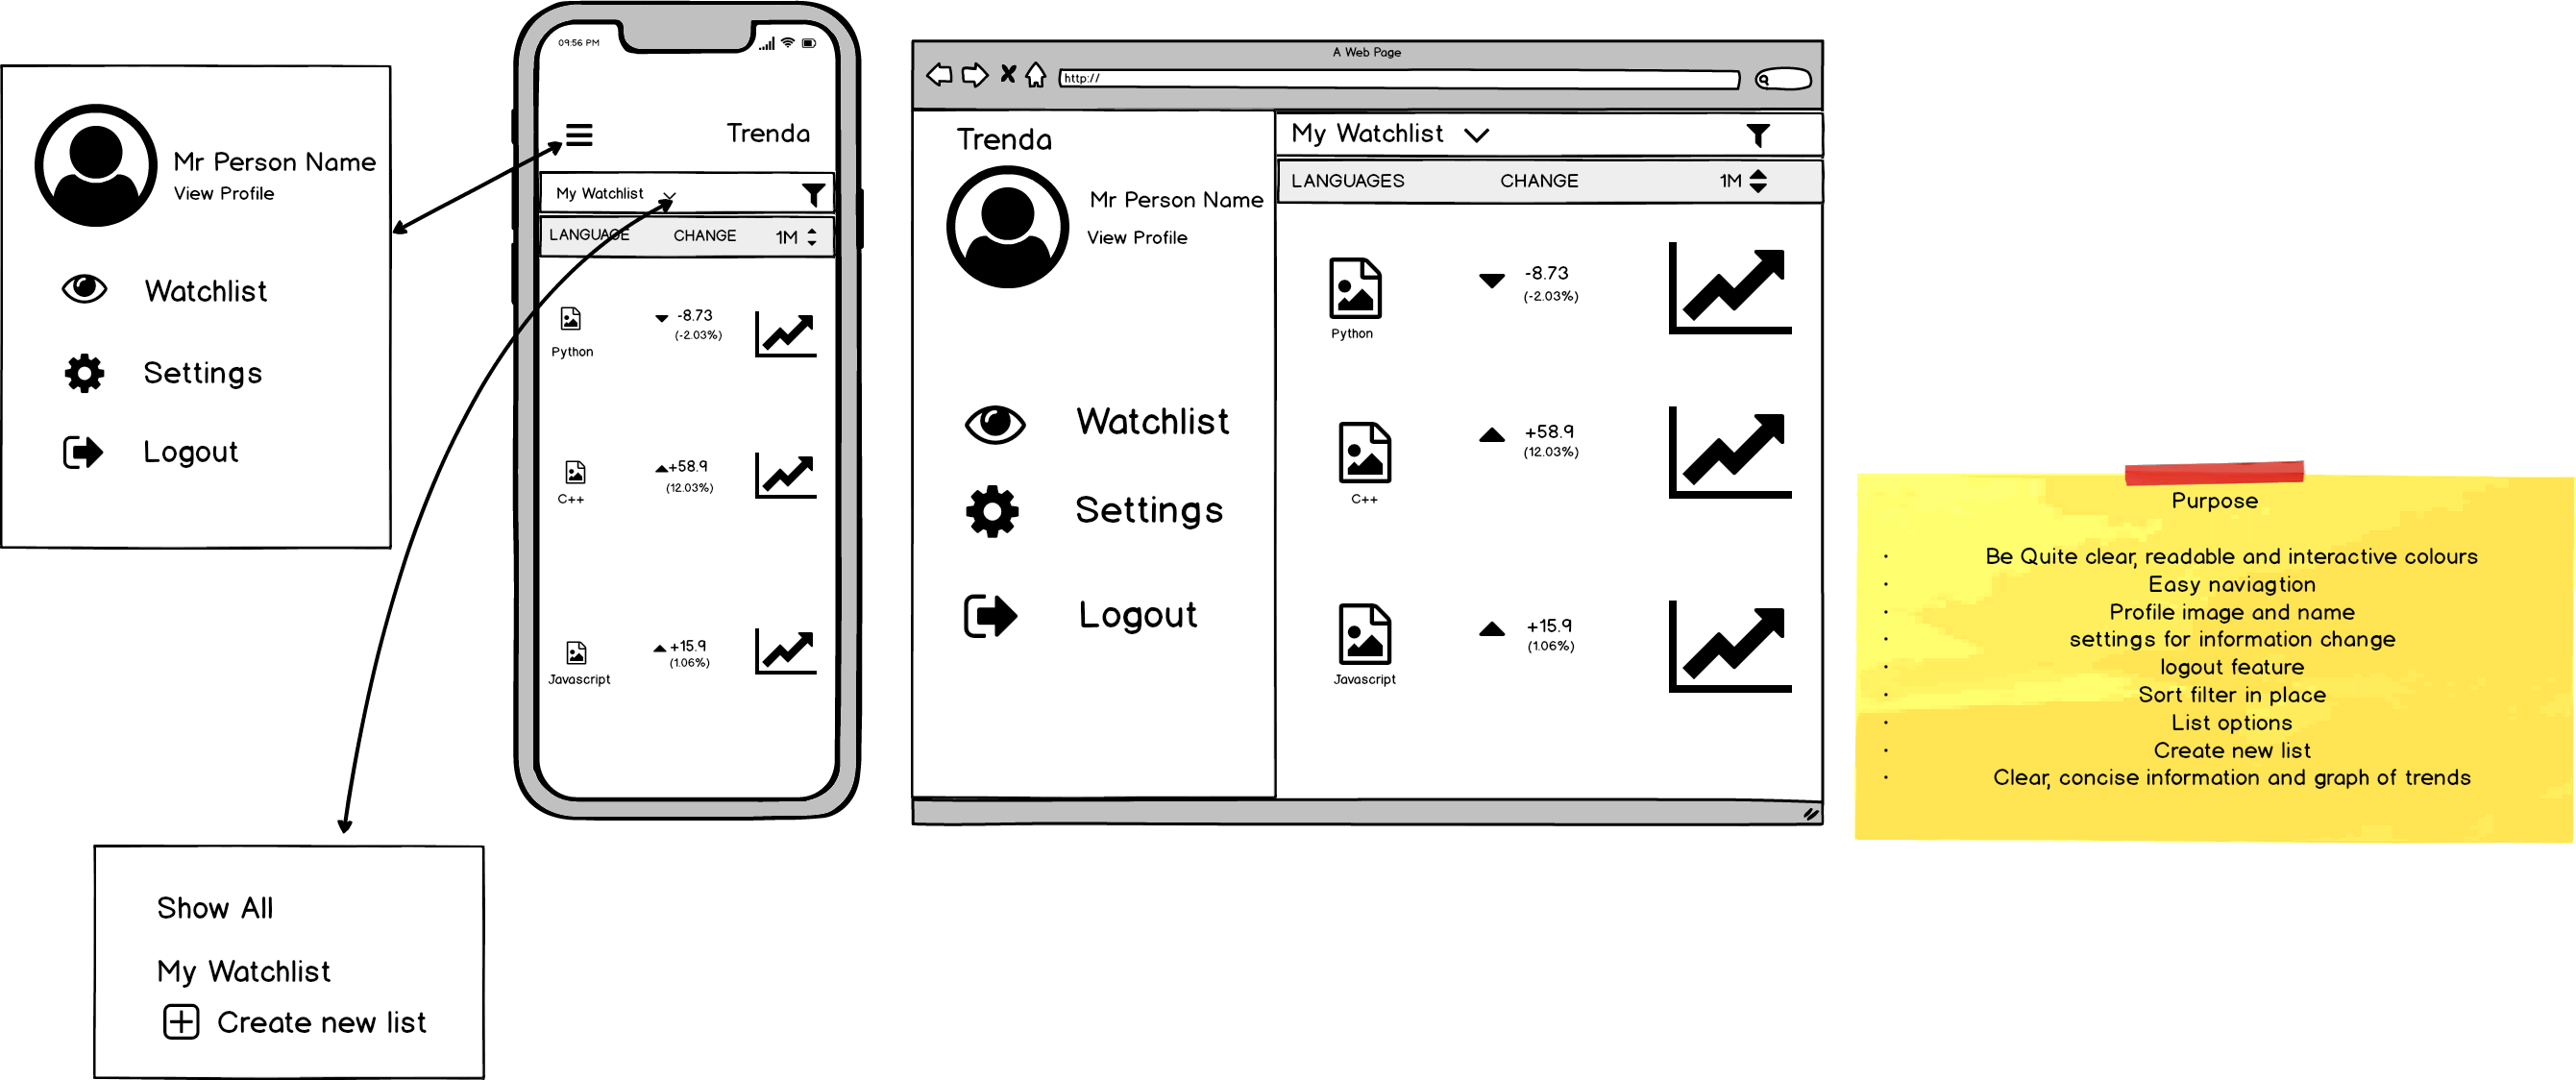 Mr Person Name
View Profile
Watchlist
Settings
Logout
09:56 PM
Trenda
My Watchlist
LANGUAGE CHANGE 1M
-8.73
(-2.03%)
Python
+58.9
(12.03%)
C++
+15.9
(1.06%)
Javascript
Show All
My Watchlist
Create new list
A Web Page
http://
Trenda
Mr Person Name
View Profile
Watchlist
Settings
Logout
My Watchlist
LANGUAGES CHANGE 1M
-8.73
(-2.03%)
Python
+58.9
(12.03%)
C++
+15.9
(1.06%)
Javascript
Purpose
• Be Quite clear, readable and interactive colours
• Easy naviagtion
• Profile image and name
• settings for information change
• logout feature
• Sort filter in place
• List options
• Create new list
• Clear, concise information and graph of trends